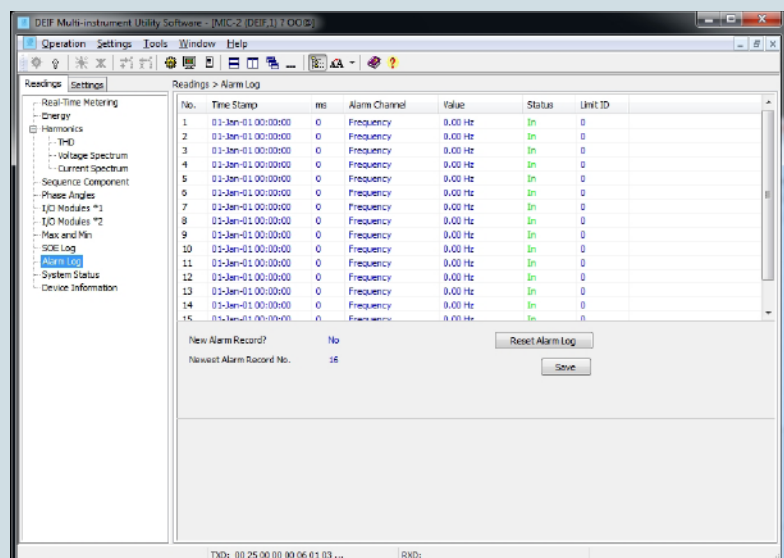 DEIF Multi-instrument Utility Software - [MIC-2 (DEIF,1)
Operation Settings Tools Window Help
Readings Settings
Readings > Alarm Log
Real-Time Metering
Energy
Harmonics
THD
Voltage Spectrum
Current Spectrum
Sequence Component
Phase Angles
I/O Modules *1
I/O Modules *2
Max and Min
SOE Log
Alarm Log
System Status
Device Information
No. Time Stamp ms Alarm Channel Value Status Limit ID
1 01-Jan-01 00:00:00 0 Frequency 0.00 Hz In 0
2 01-Jan-01 00:00:00 0 Frequency 0.00 Hz In 0
3 01-Jan-01 00:00:00 0 Frequency 0.00 Hz In 0
4 01-Jan-01 00:00:00 0 Frequency 0.00 Hz In 0
5 01-Jan-01 00:00:00 0 Frequency 0.00 Hz In 0
6 01-Jan-01 00:00:00 0 Frequency 0.00 Hz In 0
7 01-Jan-01 00:00:00 0 Frequency 0.00 Hz In 0
8 01-Jan-01 00:00:00 0 Frequency 0.00 Hz In 0
9 01-Jan-01 00:00:00 0 Frequency 0.00 Hz In 0
10 01-Jan-01 00:00:00 0 Frequency 0.00 Hz In 0
11 01-Jan-01 00:00:00 0 Frequency 0.00 Hz In 0
12 01-Jan-01 00:00:00 0 Frequency 0.00 Hz In 0
13 01-Jan-01 00:00:00 0 Frequency 0.00 Hz In 0
14 01-Jan-01 00:00:00 0 Frequency 0.00 Hz In 0
15 01-Jan-01 00:00:00 0 Frequency 0.00 Hz In 0
New Alarm Record? No
Reset Alarm Log
Newest Alarm Record No. 16
Save
TXD: 00 25 00 00 00 06 01 03 ... RXD: